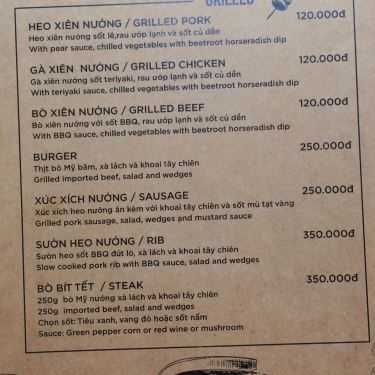 GRILLED
HEO XIÊN NƯỚNG / GRILLED PORK 120.000đ
Heo xiên nướng sốt lê,rau ướp lạnh và sốt củ dền
With pear sauce, chilled vegetables with beetroot horseradish dip
GÀ XIÊN NƯỚNG / GRILLED CHICKEN 120.000đ
Gà xiên nướng sốt teriyaki, rau ướp lạnh và sốt củ dền
With teriyaki sauce, chilled vegetables with beetroot horseradish dip
BÒ XIÊN NƯỚNG / GRILLED BEEF 120.000đ
Bò xiên nướng với sốt BBQ, rau ướp lạnh và sốt củ dền
With BBQ sauce, chilled vegetables with beetroot horseradish dip
BURGER 250.000đ
Thịt bò Mỹ băm, xà lách và khoai tây chiên
Grilled imported beef, salad and wedges
XÚC XÍCH NƯỚNG / SAUSAGE 250.000đ
Xúc xích heo nướng ăn kèm với khoai tây chiên và sốt mù tạt vàng
Grilled pork sausage, salad, wedges and mustard sauce
SƯỜN HEO NƯỚNG / RIB 350.000đ
Sườn heo sốt BBQ đút lò, xà lách và khoai tây chiên
Slow cooked pork rib with BBQ sauce, salad and wedges
BÒ BÍT TẾT / STEAK 350.000đ
250g bò Mỹ nướng xà lách và khoai tây chiên
250g imported beef, salad and wedges
Chọn sốt: Tiêu xanh, vang đỏ hoặc sốt nấm
Sauce: Green pepper corn or red wine or mushroom